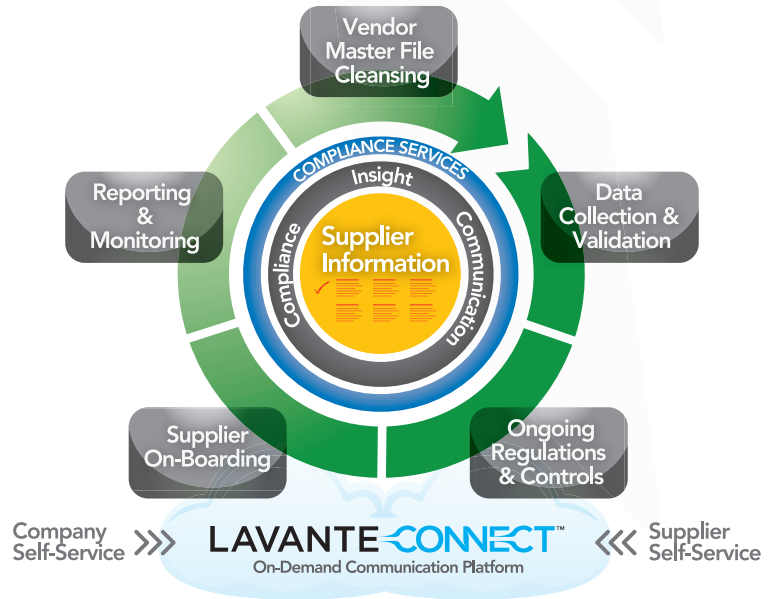 Vendor
Master File
Cleansing
COMPLIANCE SERVICES
Insight
Compliance
Communication
Supplier
Information
Reporting
&
Monitoring
Data
Collection &
Validation
Supplier
On-Boarding
Ongoing
Regulations
& Controls
Company
Self-Service
LAVANTE CONNECT™
On-Demand Communication Platform
Supplier
Self-Service